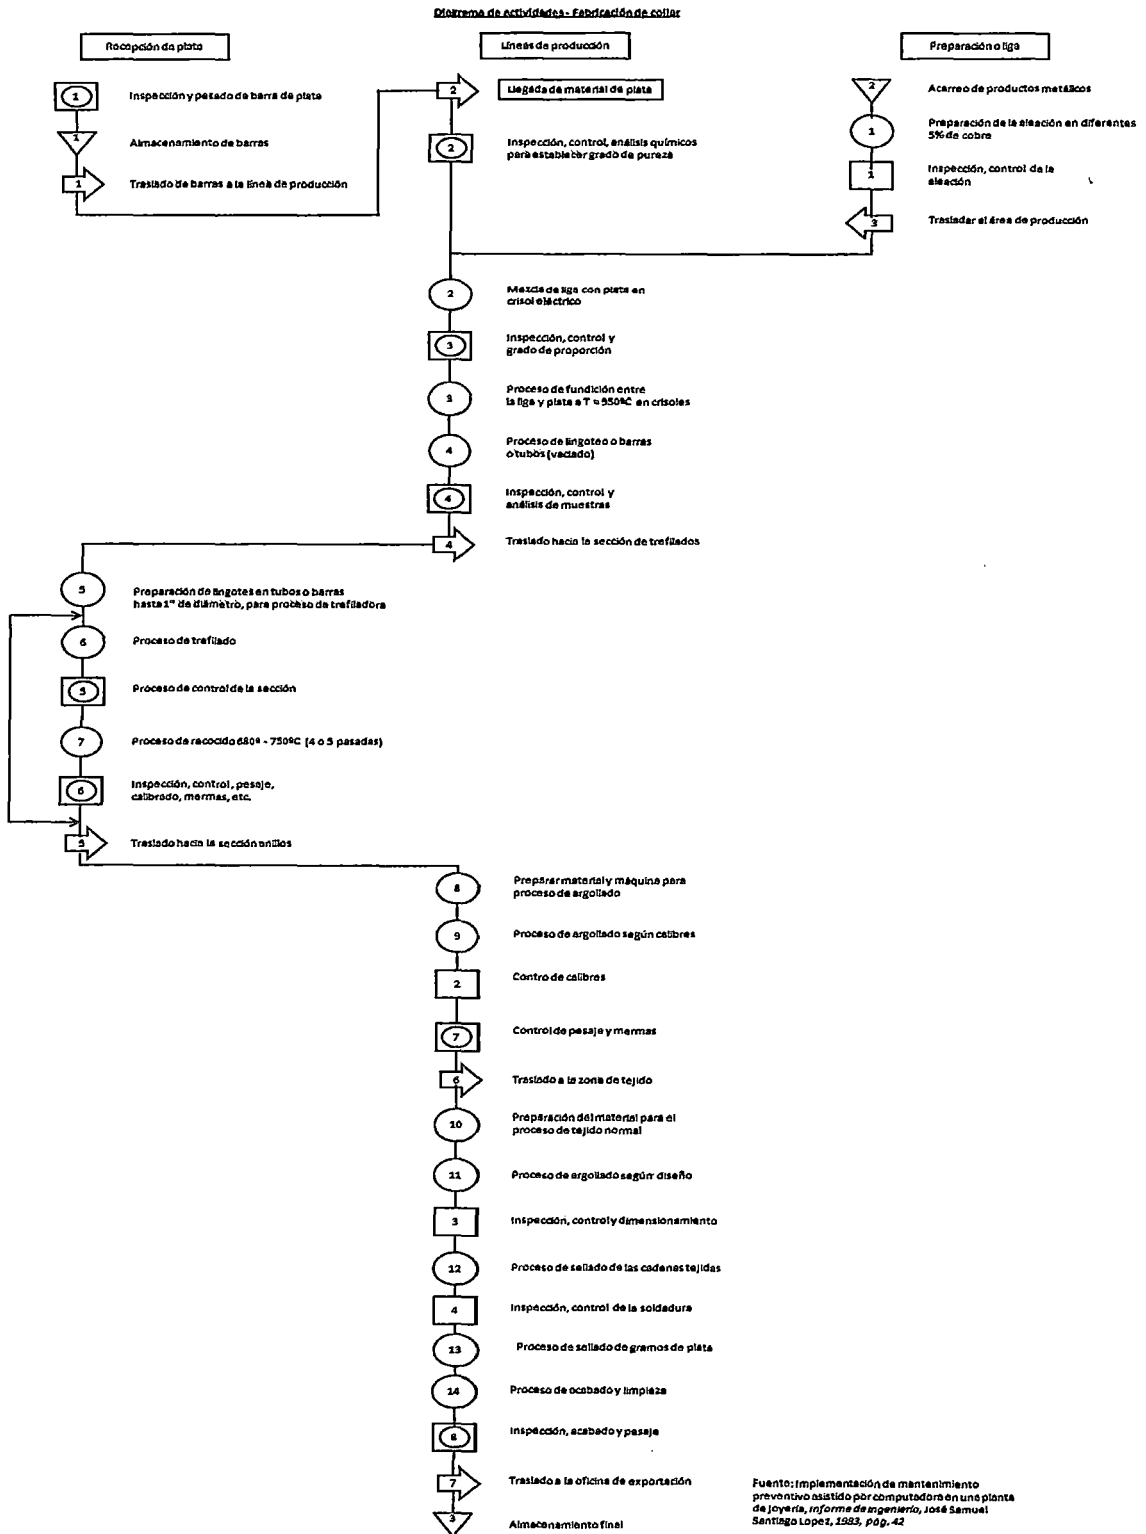 Diagrama de actividades - Fabricación de collar
Recepción de plata
Líneas de producción
Preparación o liga
1
Inspección y pesado de barra de plata
1
Almacenamiento de barras
1
Traslado de barras a la línea de producción
2
Llegada de material de plata
2
Inspección, control, análisis químicos
para establecer grado de pureza
2
Acarreo de productos metálicos
1
Preparación de la aleación en diferentes
5% de cobre
1
Inspección, control de la
aleación
3
Trasladar el área de producción
2
Mezcla de liga con plata en
crisol eléctrico
3
Inspección, control y
grado de proporción
3
Proceso de fundición entre
la liga y plata a T = 950ºC en crisoles
4
Proceso de lingoteo o barras
o tubos (vaciado)
4
Inspección, control y
análisis de muestras
4
Traslado hacia la sección de trefilados
5
Preparación de lingotes en tubos o barras
hasta 1" de diámetro, para proceso de trefiladora
6
Proceso de trefilado
5
Proceso de control de la sección
7
Proceso de recocido 680º - 750ºC (4 o 5 pasadas)
6
Inspección, control, pesaje,
calibrado, mermas, etc.
5
Traslado hacia la sección anillos
8
Preparar material y máquina para
proceso de argollado
9
Proceso de argollado según calibres
2
Contro de calibres
7
Control de pesaje y mermas
6
Traslado a la zona de tejido
10
Preparación del material para el
proceso de tejido normal
11
Proceso de argollado según diseño
3
Inspección, control y dimensionamiento
12
Proceso de sellado de las cadenas tejidas
4
Inspección, control de la soldadura
13
Proceso de sellado de gramos de plata
14
Proceso de acabado y limpieza
8
Inspección, acabado y pesaje
7
Traslado a la oficina de exportación
3
Almacenamiento final
Fuente: Implementación de mantenimiento
preventivo asistido por computadora en una planta
de joyería, informe de ingeniería, José Samuel
Santiago Lopez, 1983, pág. 42